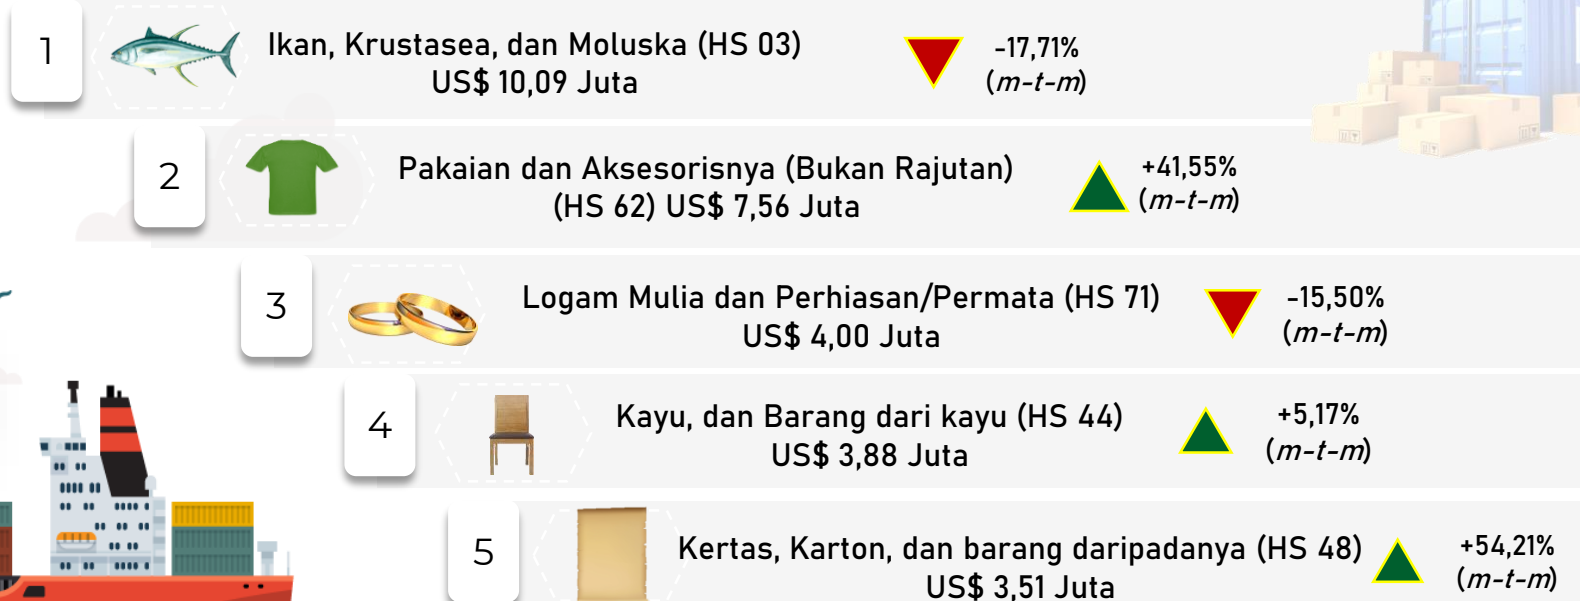 1
Ikan, Krustasea, dan Moluska (HS 03)
US$ 10,09 Juta
-17,71%
(m-t-m)
2
Pakaian dan Aksesorisnya (Bukan Rajutan)
(HS 62) US$ 7,56 Juta
+41,55%
(m-t-m)
3
Logam Mulia dan Perhiasan/Permata (HS 71)
US$ 4,00 Juta
-15,50%
(m-t-m)
4
Kayu, dan Barang dari kayu (HS 44)
US$ 3,88 Juta
+5,17%
(m-t-m)
5
Kertas, Karton, dan barang daripadanya (HS 48)
US$ 3,51 Juta
+54,21%
(m-t-m)